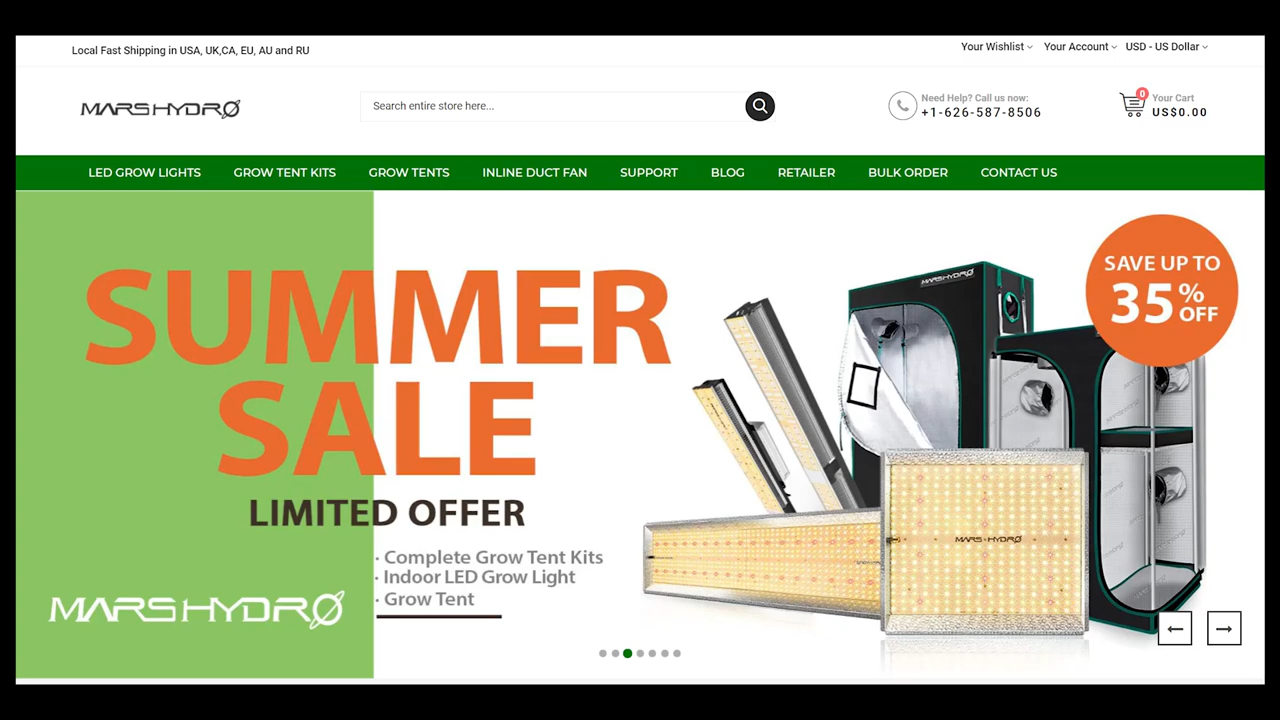 Local Fast Shipping in USA, UK,CA, EU, AU and RU
Your Wishlist
Your Account
USD - US Dollar
MARSHYDRO
Search entire store here...
Need Help? Call us now:
+1-626-587-8506
0
Your Cart
US$0.00
LED GROW LIGHTS
GROW TENT KITS
GROW TENTS
INLINE DUCT FAN
SUPPORT
BLOG
RETAILER
BULK ORDER
CONTACT US
SUMMER
SALE
LIMITED OFFER
· Complete Grow Tent Kits
· Indoor LED Grow Light
· Grow Tent
MARSHYDRO
MARSHYDRO
MARS HYDRO
SAVE UP TO
35%
OFF